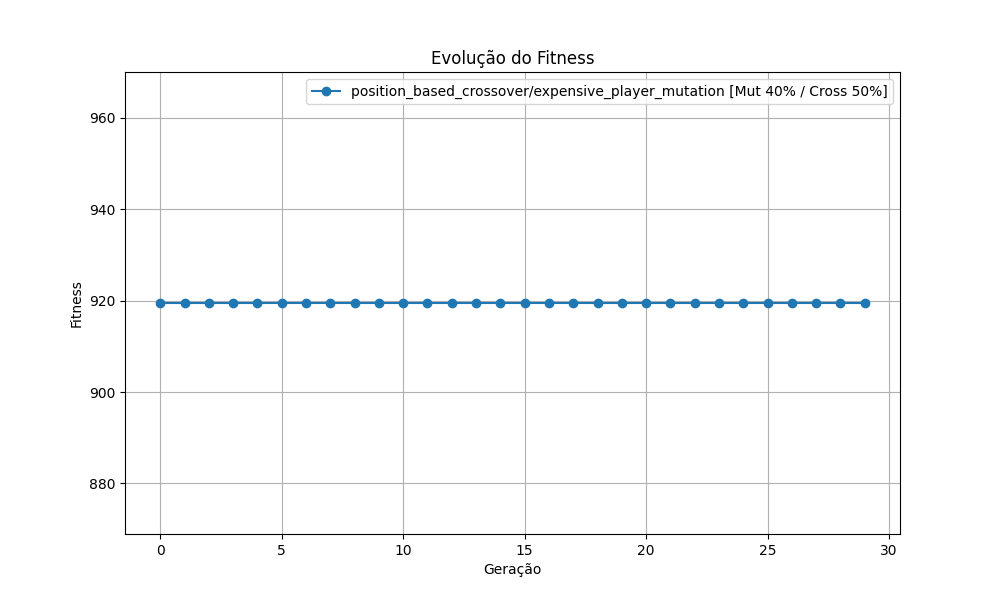 Evolução do Fitness
position_based_crossover/expensive_player_mutation [Mut 40% / Cross 50%]
960
940
920
900
880
Fitness
0 5 10 15 20 25 30
Geração